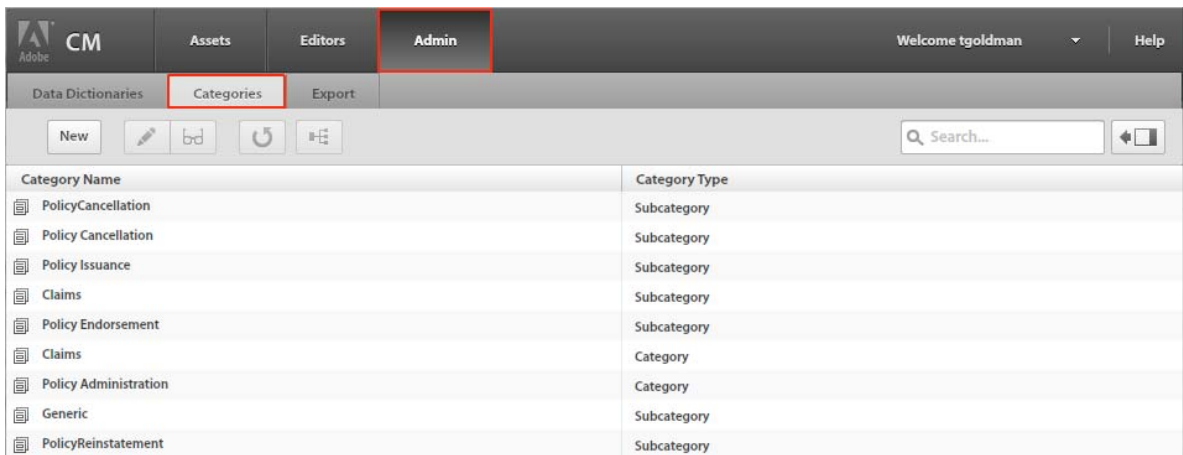 Adobe CM Assets Editors Admin Welcome tgoldman Help
Data Dictionaries Categories Export
New Search...
Category Name Category Type
PolicyCancellation Subcategory
Policy Cancellation Subcategory
Policy Issuance Subcategory
Claims Subcategory
Policy Endorsement Subcategory
Claims Category
Policy Administration Category
Generic Subcategory
PolicyReinstatement Subcategory